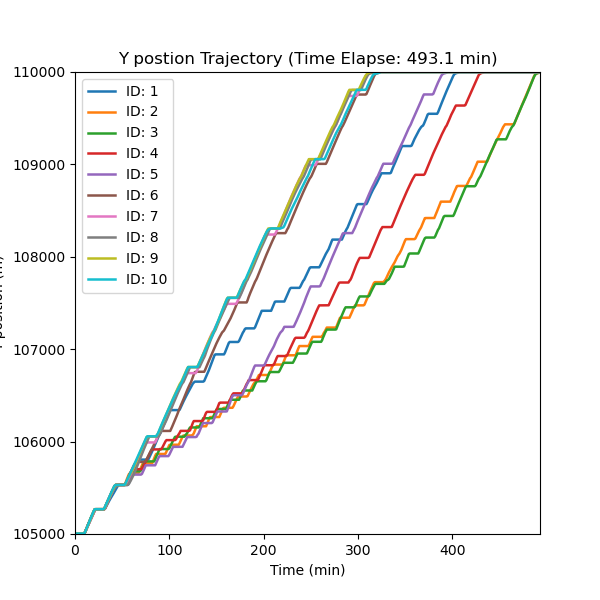 Y postion Trajectory (Time Elapse: 493.1 min)
110000
109000
108000
107000
106000
105000
ID: 1
ID: 2
ID: 3
ID: 4
ID: 5
ID: 6
ID: 7
ID: 8
ID: 9
ID: 10
0 100 200 300 400
Time (min)